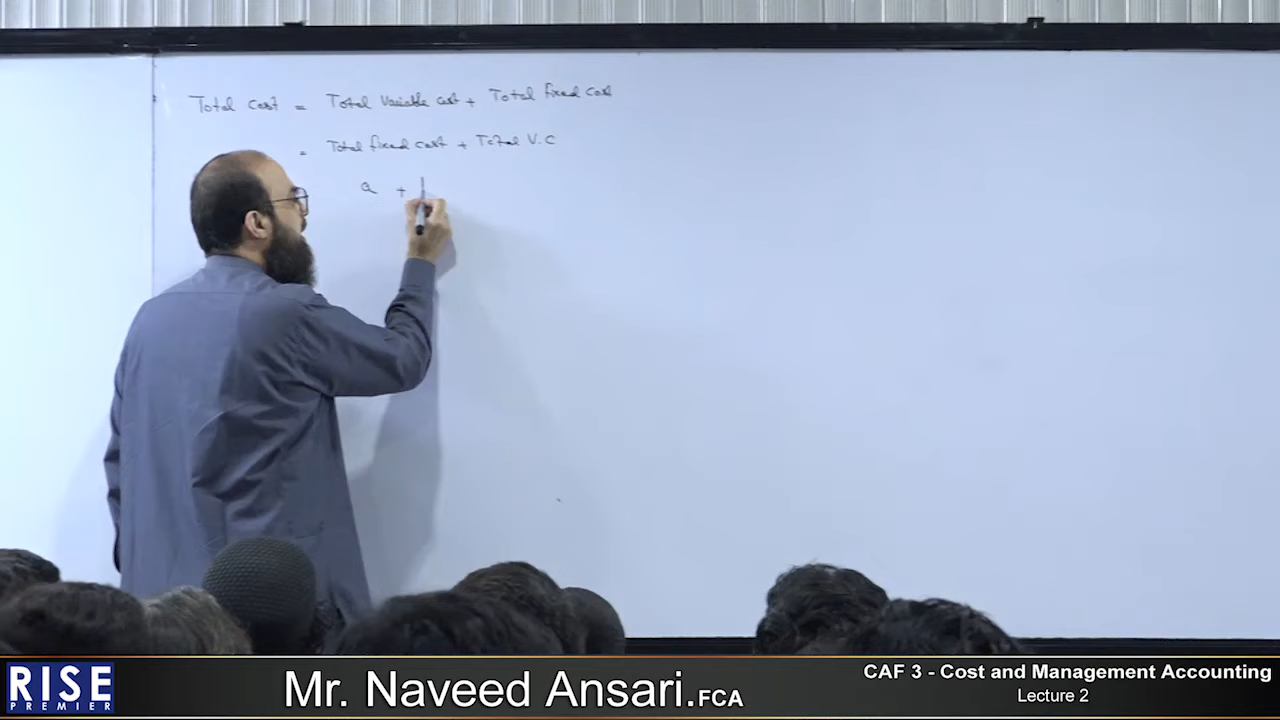 Total cost = Total Variable cost + Total fixed cost
= Total fixed cost + Total V.C
a +
RISE
PREMIER
Mr. Naveed Ansari.FCA
CAF 3 - Cost and Management Accounting
Lecture 2